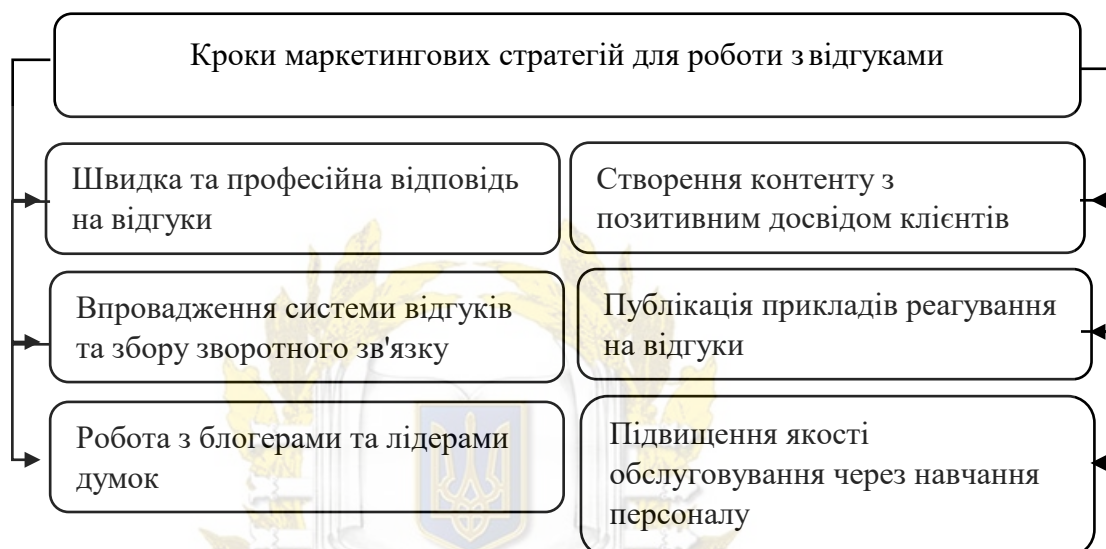 Кроки маркетингових стратегій для роботи з відгуками
Швидка та професійна відповідь
на відгуки
Створення контенту з
позитивним досвідом клієнтів
Впровадження системи відгуків
та збору зворотного зв'язку
Публікація прикладів реагування
на відгуки
Робота з блогерами та лідерами
думок
Підвищення якості
обслуговування через навчання
персоналу